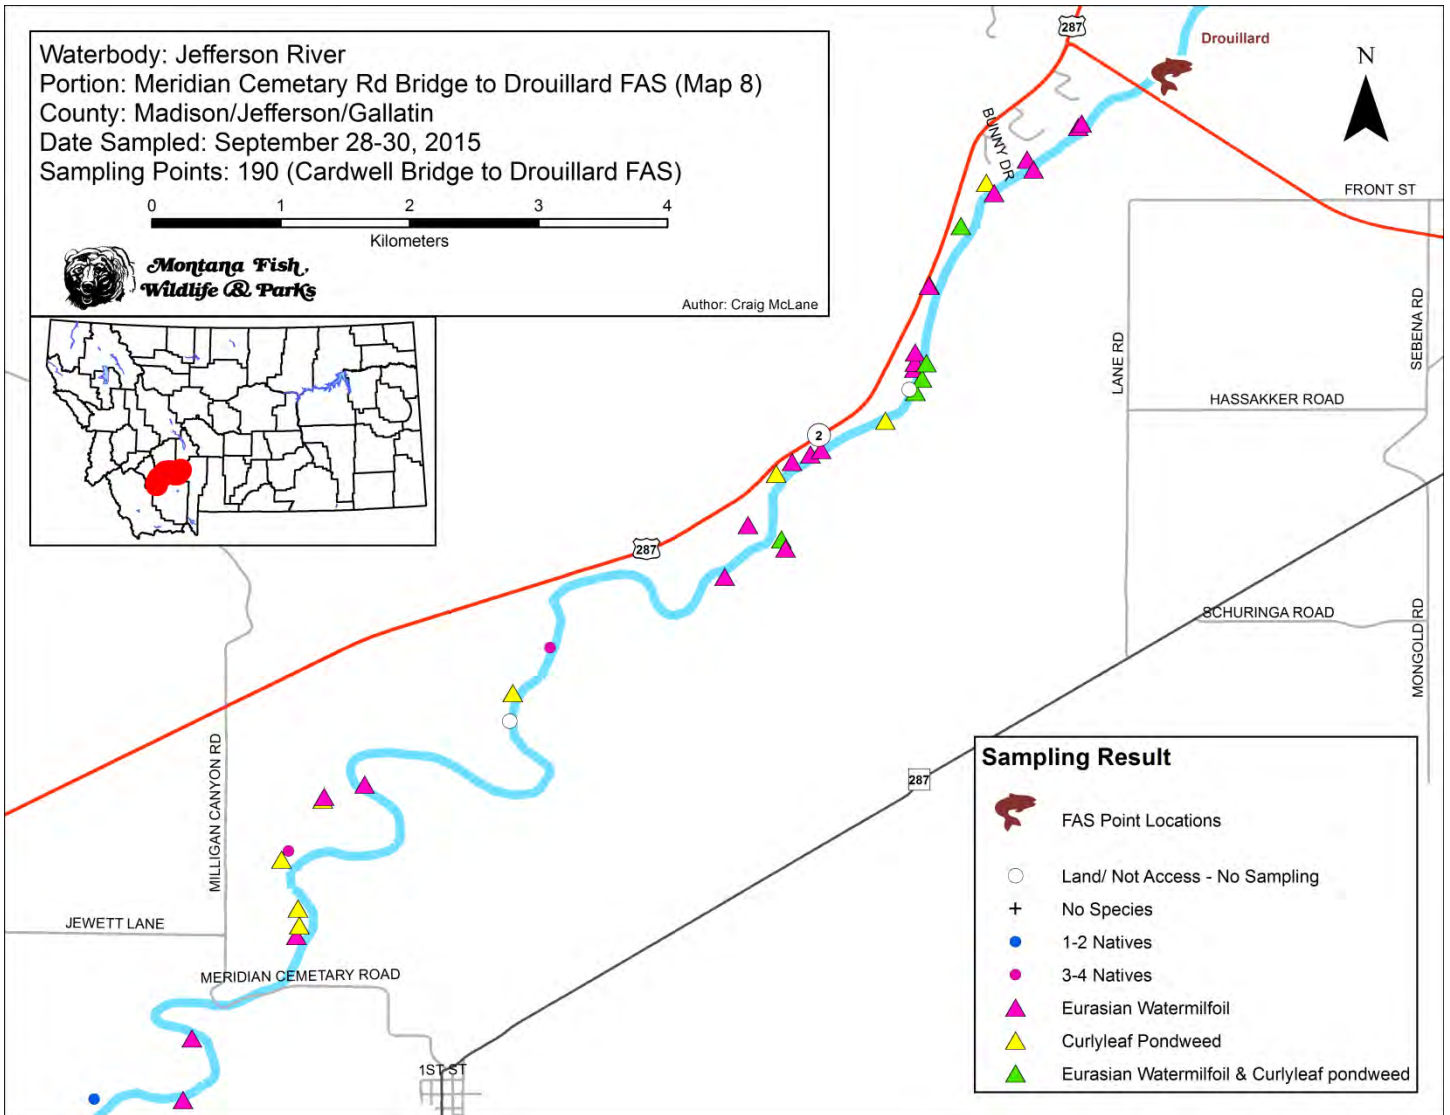 Waterbody: Jefferson River
Portion: Meridian Cemetary Rd Bridge to Drouillard FAS (Map 8)
County: Madison/Jefferson/Gallatin
Date Sampled: September 28-30, 2015
Sampling Points: 190 (Cardwell Bridge to Drouillard FAS)
0 1 2 3 4
Kilometers
Montana Fish,
Wildlife & Parks
Author: Craig McLane
287
Drouillard
N
BUNNY DR
FRONT ST
LANE RD
SEBENA RD
HASSAKKER ROAD
2
287
SCHURINGA ROAD
MONGOLD RD
MILLIGAN CANYON RD
287
JEWETT LANE
MERIDIAN CEMETARY ROAD
1ST ST
Sampling Result
FAS Point Locations
Land/ Not Access - No Sampling
No Species
1-2 Natives
3-4 Natives
Eurasian Watermilfoil
Curlyleaf Pondweed
Eurasian Watermilfoil & Curlyleaf pondweed